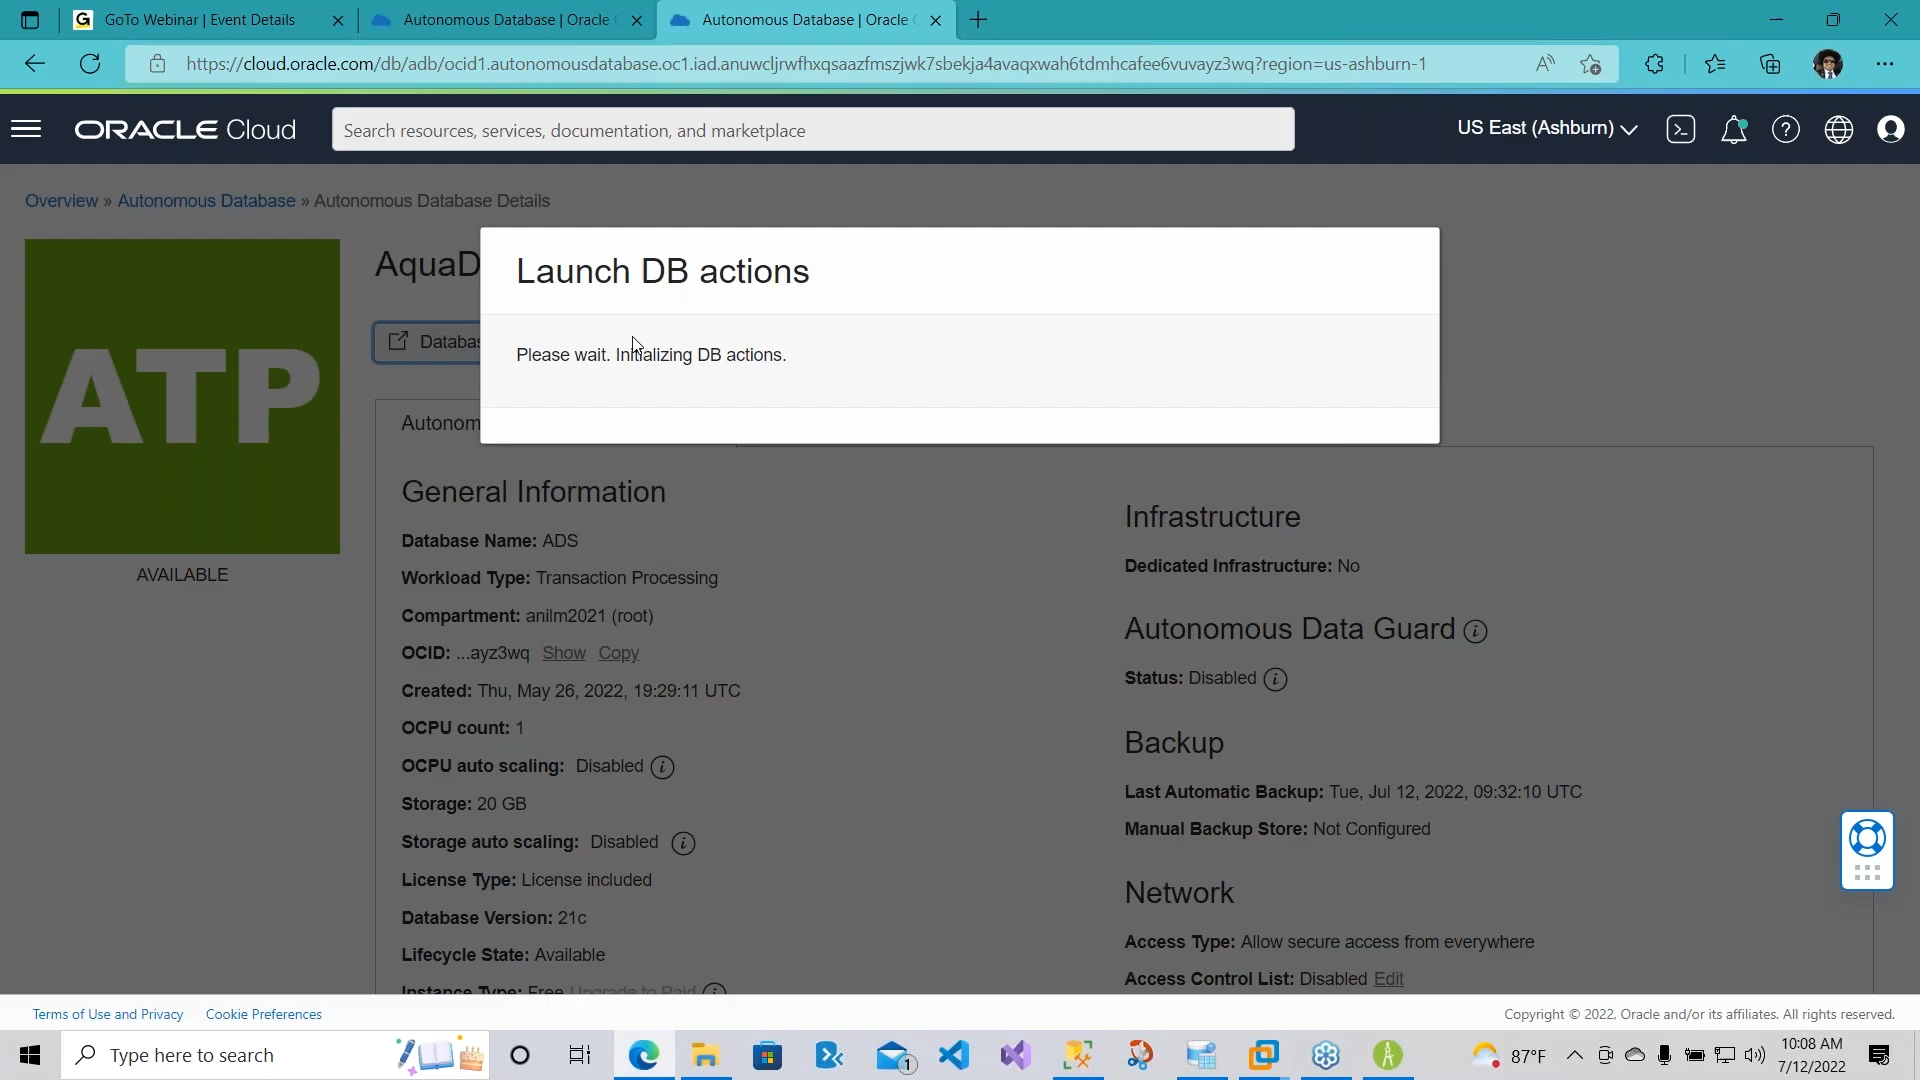 GoTo Webinar | Event Details
Autonomous Database | Oracle
Autonomous Database | Oracle
https://cloud.oracle.com/db/adb/ocid1.autonomousdatabase.oc1.iad.anuwcljrwfhxqsaazfmszjwk7sbekja4avaqxwah6tdmhcafee6vuvayz3wq?region=us-ashburn-1
ORACLE Cloud
Search resources, services, documentation, and marketplace
US East (Ashburn)
Overview » Autonomous Database » Autonomous Database Details
ATP
AVAILABLE
AquaD
Launch DB actions
Databas
Please wait. Initializing DB actions.
Autonom
General Information
Database Name: ADS
Workload Type: Transaction Processing
Compartment: anilm2021 (root)
OCID: ...ayz3wq Show Copy
Created: Thu, May 26, 2022, 19:29:11 UTC
OCPU count: 1
OCPU auto scaling: Disabled
Storage: 20 GB
Storage auto scaling: Disabled
License Type: License included
Database Version: 21c
Lifecycle State: Available
Instance Type: Free Upgrade to Paid
Infrastructure
Dedicated Infrastructure: No
Autonomous Data Guard
Status: Disabled
Backup
Last Automatic Backup: Tue, Jul 12, 2022, 09:32:10 UTC
Manual Backup Store: Not Configured
Network
Access Type: Allow secure access from everywhere
Access Control List: Disabled Edit
Terms of Use and Privacy Cookie Preferences
Copyright © 2022, Oracle and/or its affiliates. All rights reserved.
Type here to search
1
87°F
10:08 AM
7/12/2022